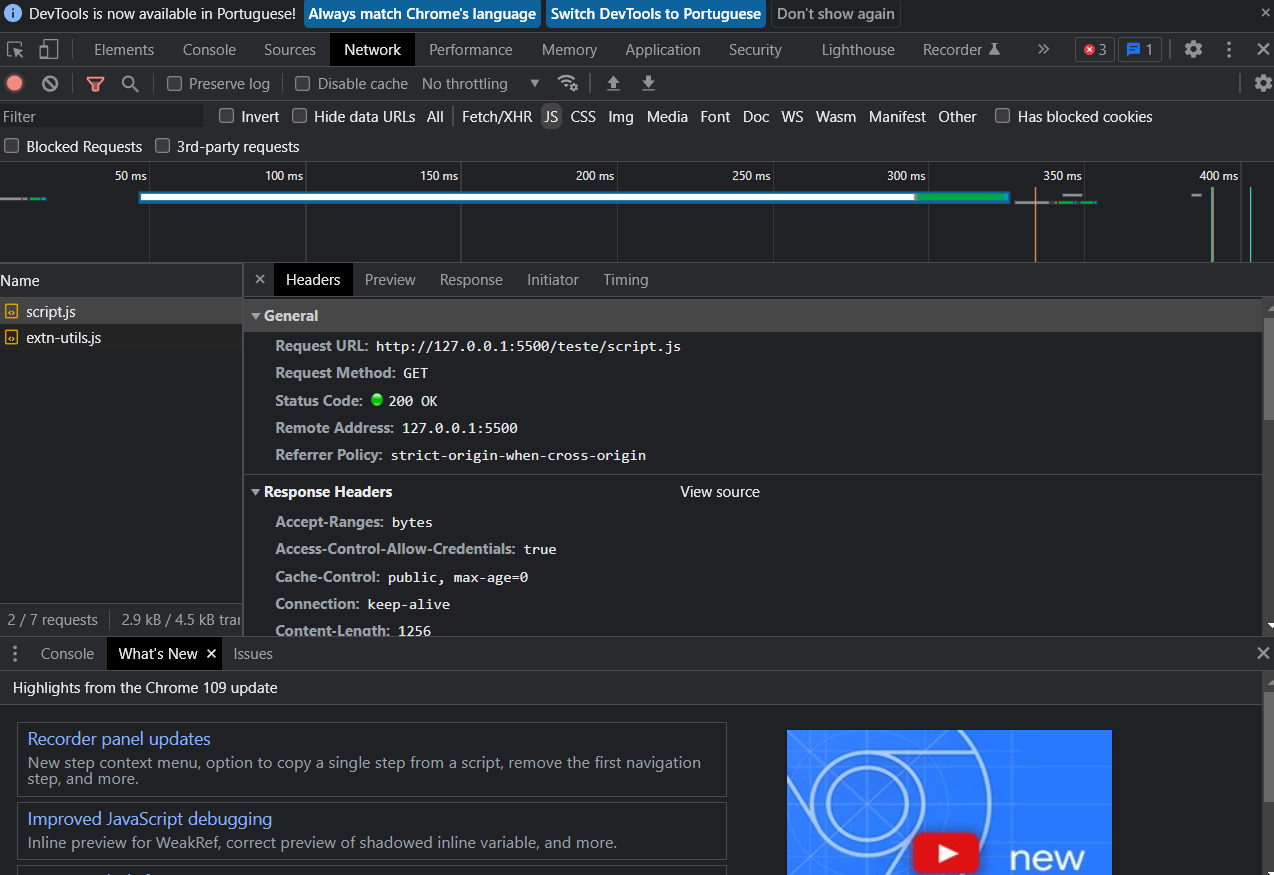 DevTools is now available in Portuguese! Always match Chrome's language Switch DevTools to Portuguese Don't show again
Elements Console Sources Network Performance Memory Application Security Lighthouse Recorder 3 1
Preserve log Disable cache No throttling
Filter Invert Hide data URLs All Fetch/XHR JS CSS Img Media Font Doc WS Wasm Manifest Other Has blocked cookies
Blocked Requests 3rd-party requests
50 ms 100 ms 150 ms 200 ms 250 ms 300 ms 350 ms 400 ms
Name
script.js
extn-utils.js
2 / 7 requests 2.9 kB / 4.5 kB tra
Headers Preview Response Initiator Timing
General
Request URL: http://127.0.0.1:5500/teste/script.js
Request Method: GET
Status Code: 200 OK
Remote Address: 127.0.0.1:5500
Referrer Policy: strict-origin-when-cross-origin
Response Headers View source
Accept-Ranges: bytes
Access-Control-Allow-Credentials: true
Cache-Control: public, max-age=0
Connection: keep-alive
Content-Length: 1256
Console What's New Issues
Highlights from the Chrome 109 update
Recorder panel updates
New step context menu, option to copy a single step from a script, remove the first navigation
step, and more.
Improved JavaScript debugging
Inline preview for WeakRef, correct preview of shadowed inline variable, and more.
new